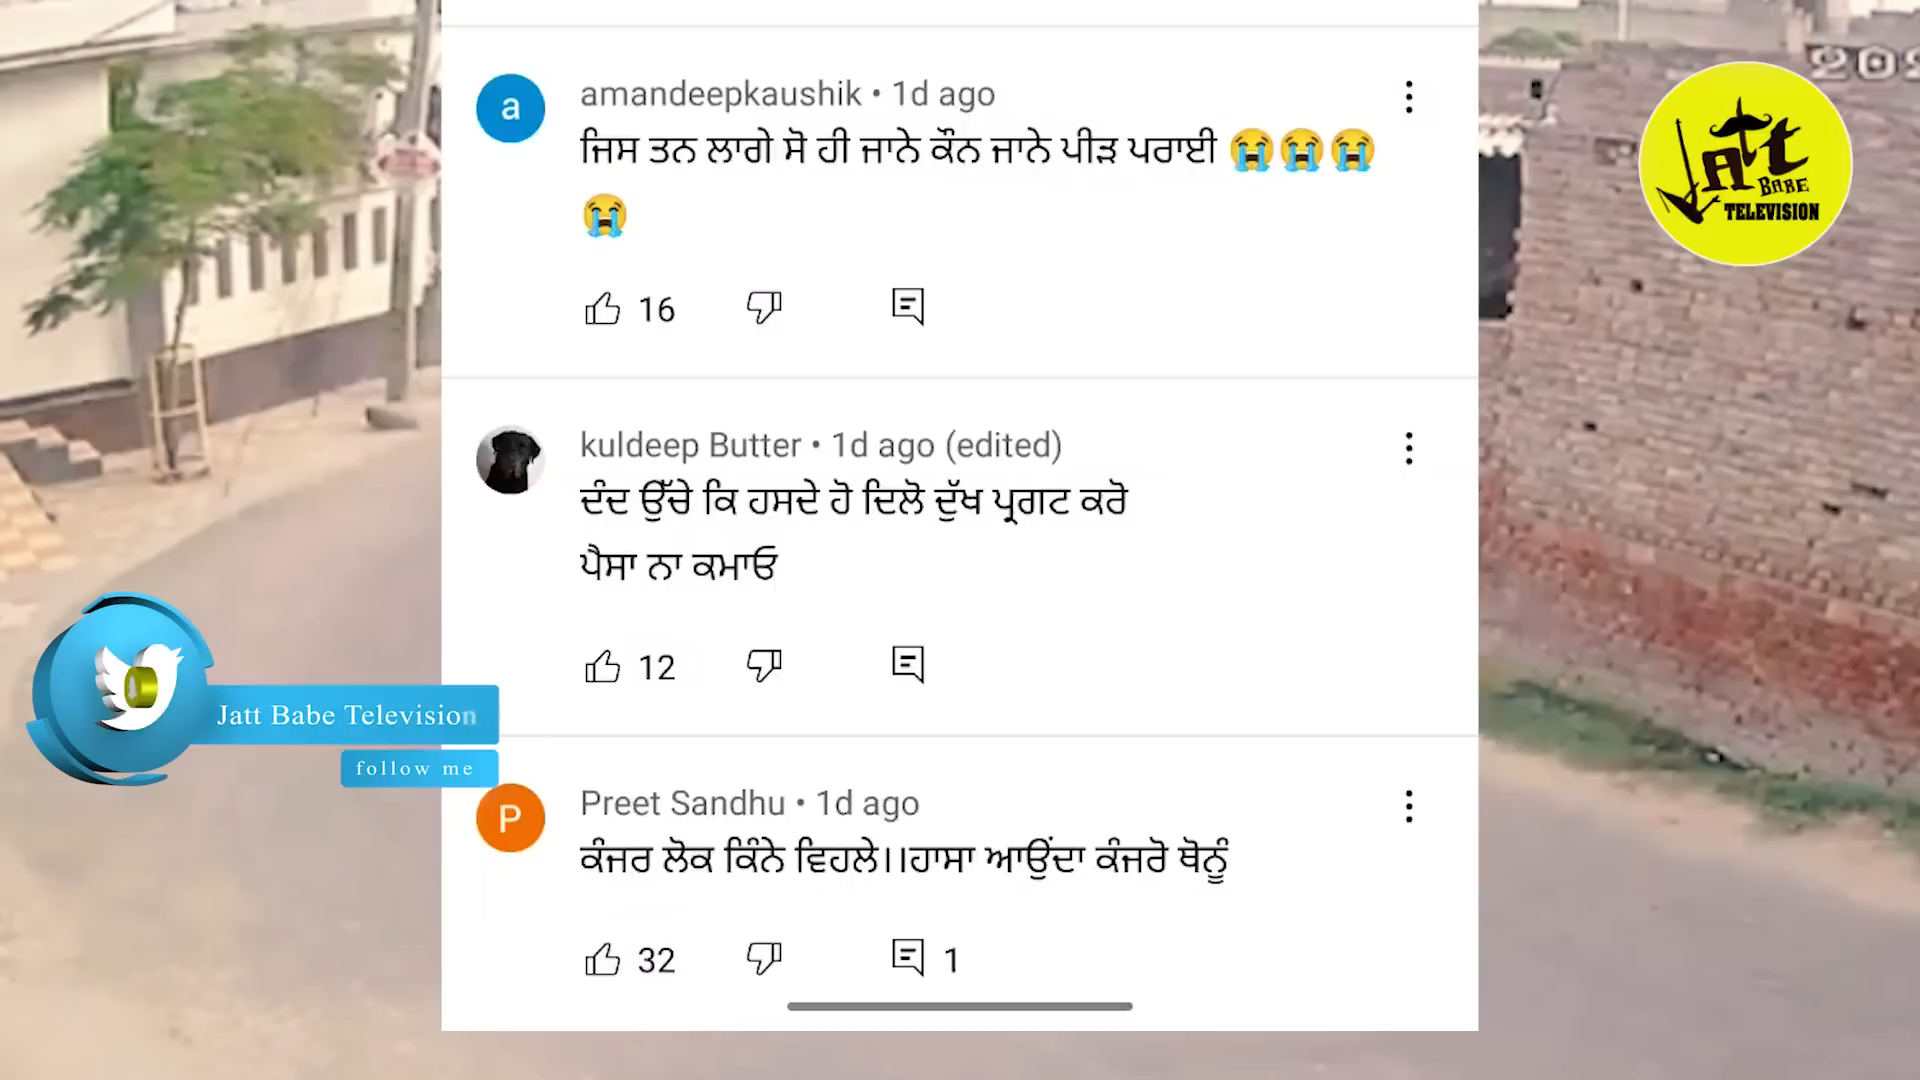 amandeepkaushik • 1d ago
ਜਿਸ ਤਨ ਲਾਗੇ ਸੋ ਹੀ ਜਾਨੇ ਕੌਨ ਜਾਨੇ ਪੀੜ ਪਰਾਈ 😭😭😭
😭
16
kuldeep Butter • 1d ago (edited)
ਦੰਦ ਉੱਚੇ ਕਿ ਹਸਦੇ ਹੋ ਦਿਲੋ ਦੁੱਖ ਪ੍ਰਗਟ ਕਰੋ
ਪੈਸਾ ਨਾ ਕਮਾਓ
12
Preet Sandhu • 1d ago
ਕੰਜਰ ਲੋਕ ਕਿੰਨੇ ਵਿਹਲੇ।।ਹਾਸਾ ਆਉਂਦਾ ਕੰਜਰੋ ਥੋਨੂੰ
32 1
a
P
Jatt Babe Television
follow me
Jatt
BABE
TELEVISION